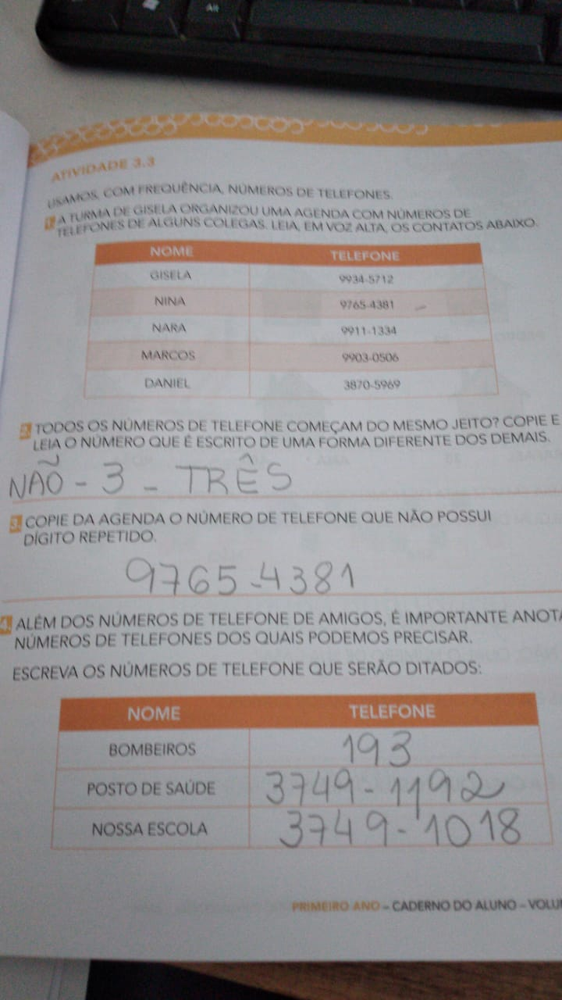 Alt
ATIVIDADE 3.3
USAMOS, COM FREQUÊNCIA, NÚMEROS DE TELEFONES.
1. A TURMA DE GISELA ORGANIZOU UMA AGENDA COM NÚMEROS DE
TELEFONES DE ALGUNS COLEGAS. LEIA, EM VOZ ALTA, OS CONTATOS ABAIXO.
NOME TELEFONE
GISELA 9934-5712
NINA 9765-4381
NARA 9911-1334
MARCOS 9903-0506
DANIEL 3870-5969
2. TODOS OS NÚMEROS DE TELEFONE COMEÇAM DO MESMO JEITO? COPIE E
LEIA O NÚMERO QUE É ESCRITO DE UMA FORMA DIFERENTE DOS DEMAIS.
NÃO - 3 - TRÊS
3. COPIE DA AGENDA O NÚMERO DE TELEFONE QUE NÃO POSSUI
DÍGITO REPETIDO.
9765-4381
4. ALÉM DOS NÚMEROS DE TELEFONE DE AMIGOS, É IMPORTANTE ANOTA
NÚMEROS DE TELEFONES DOS QUAIS PODEMOS PRECISAR.
ESCREVA OS NÚMEROS DE TELEFONE QUE SERÃO DITADOS:
NOME TELEFONE
BOMBEIROS 193
POSTO DE SAÚDE 3749-1192
NOSSA ESCOLA 3749-1018
PRIMEIRO ANO – CADERNO DO ALUNO – VOLU